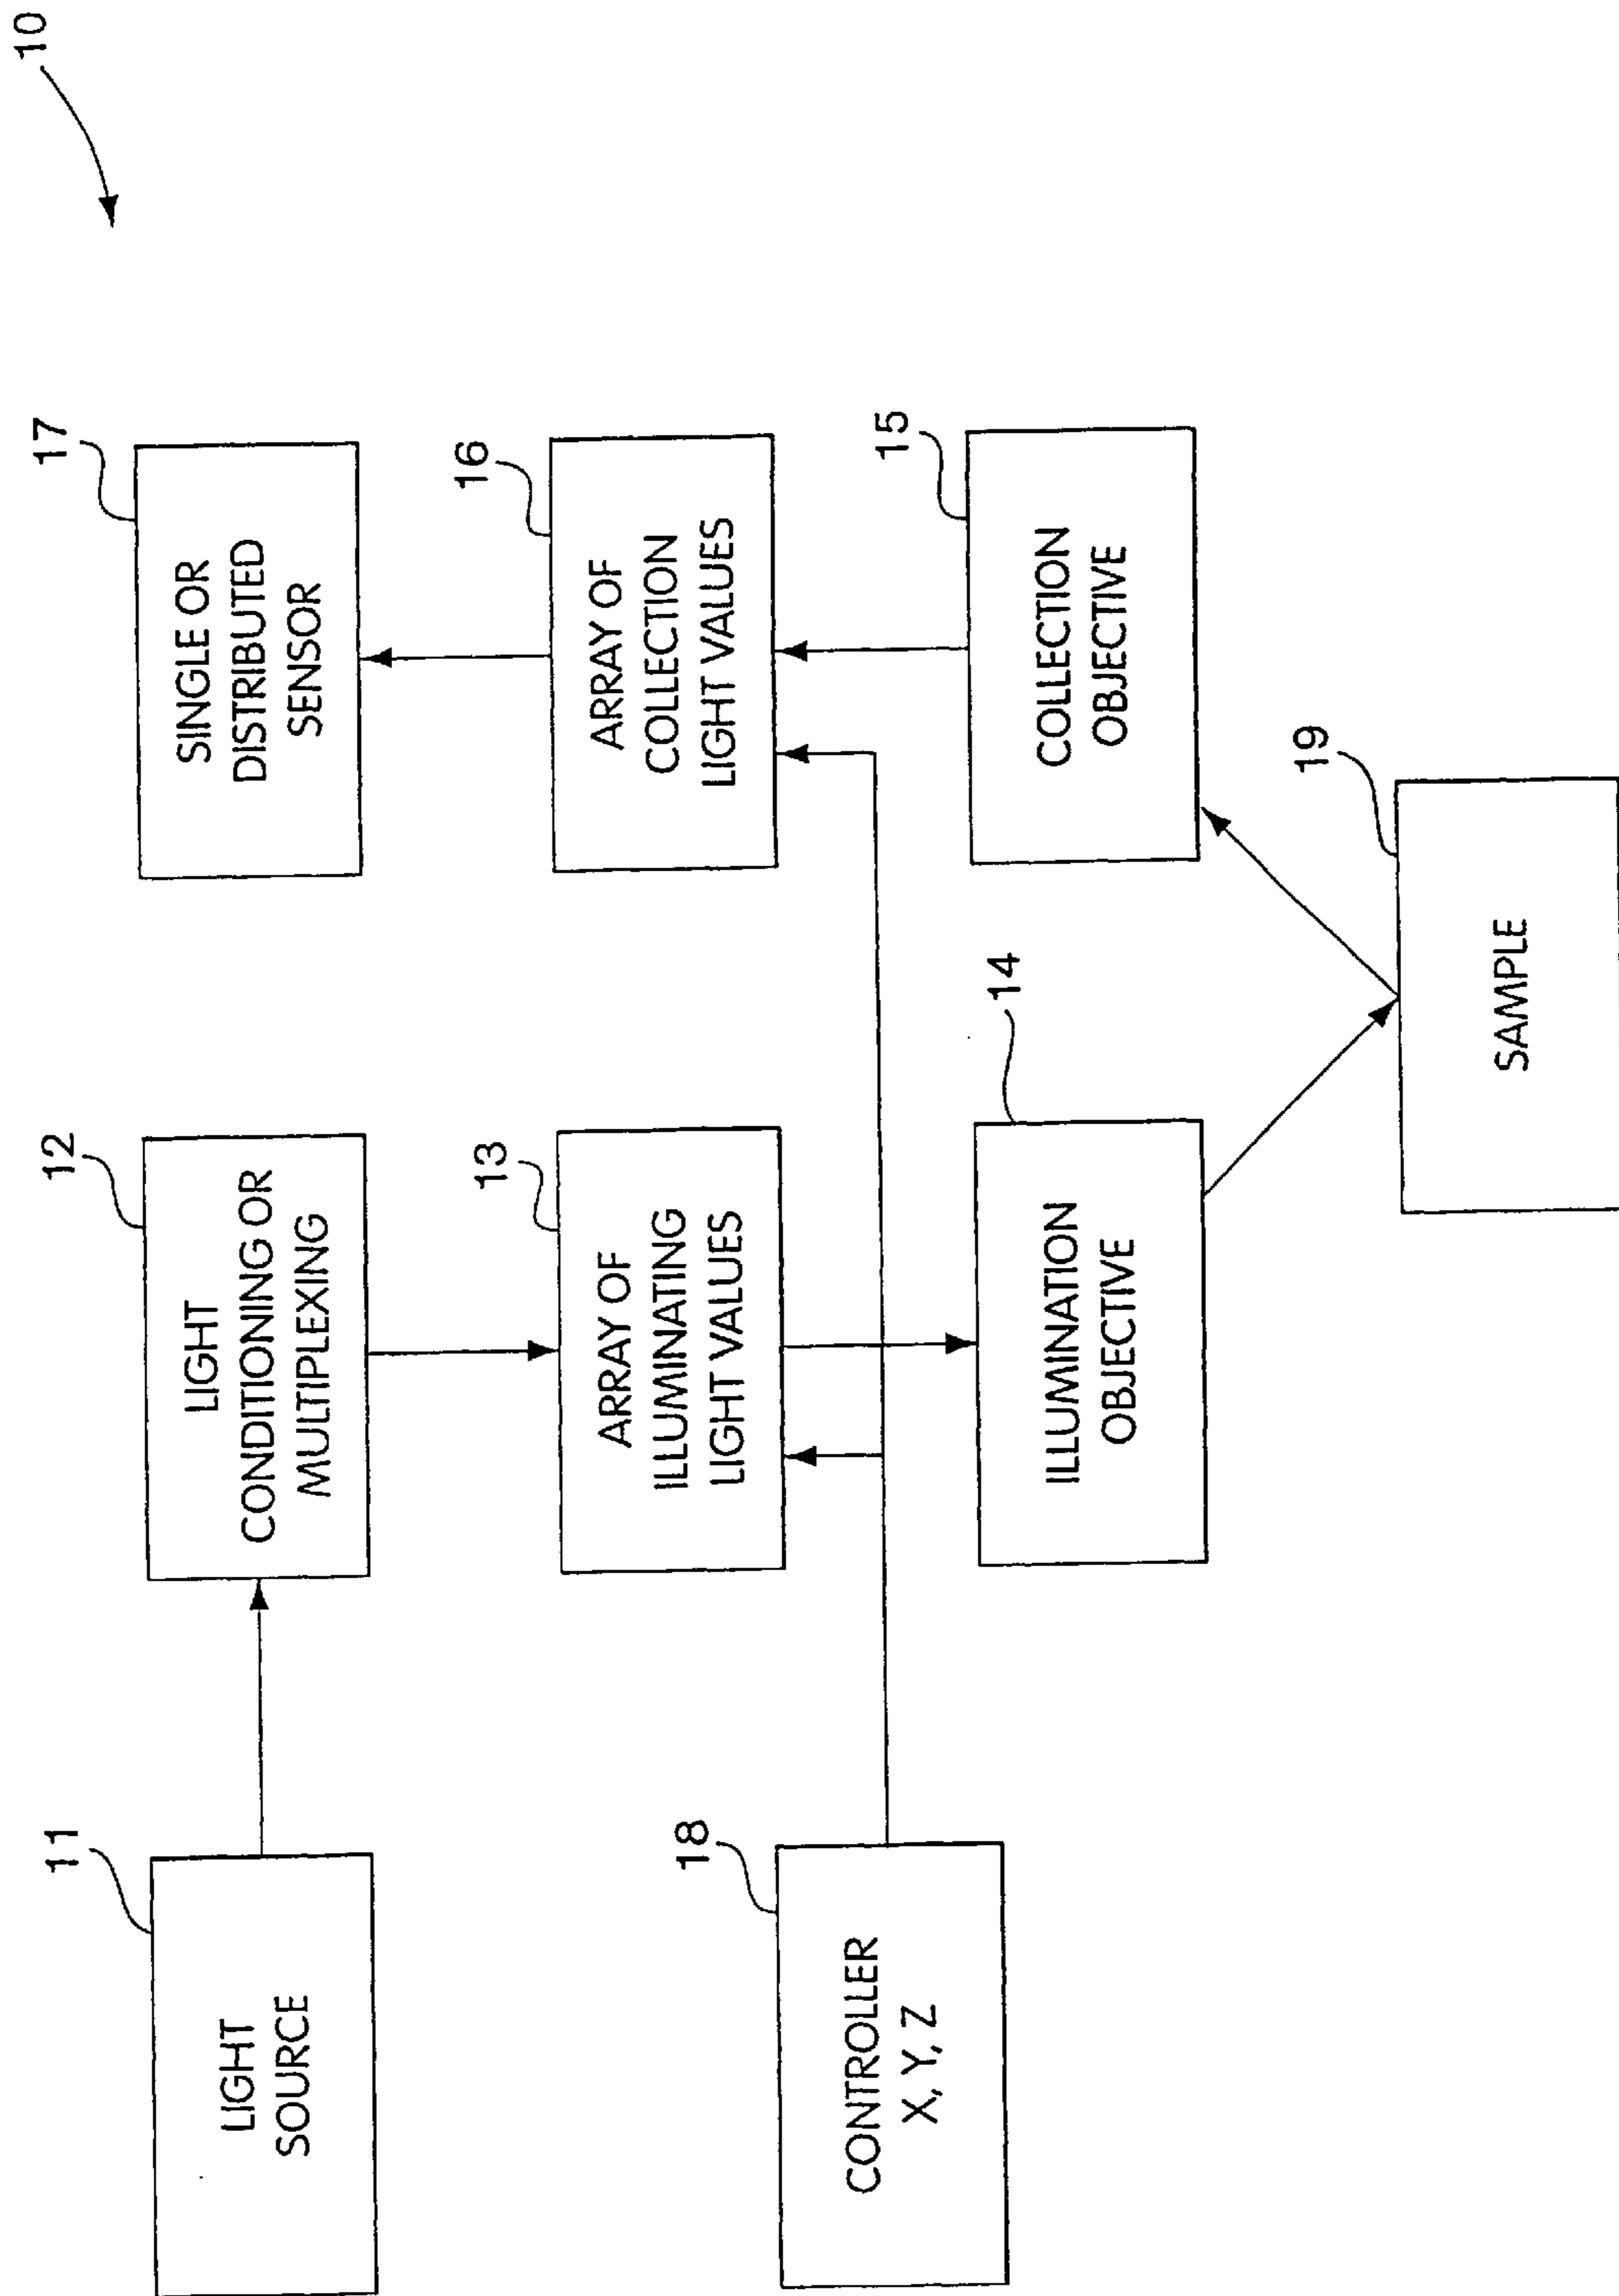 10
11
LIGHT
SOURCE
12
LIGHT
CONDITIONING OR
MULTIPLEXING
17
SINGLE OR
DISTRIBUTED
SENSOR
13
ARRAY OF
ILLUMINATING
LIGHT VALUES
16
ARRAY OF
COLLECTION
LIGHT VALUES
18
CONTROLLER
X, Y, Z
14
ILLUMINATION
OBJECTIVE
15
COLLECTION
OBJECTIVE
19
SAMPLE